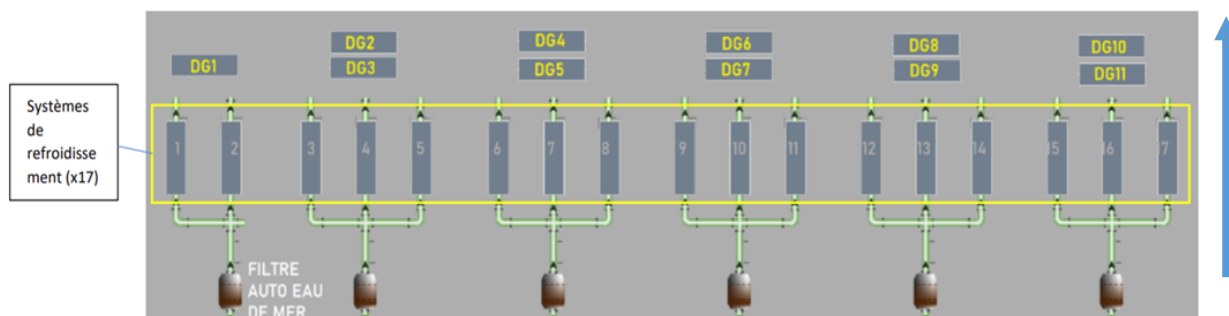 DG1
DG2
DG3
DG4
DG5
DG6
DG7
DG8
DG9
DG10
DG11
Systèmes
de
refroidisse
ment (x17)
1 2 3 4 5 6 7 8 9 10 11 12 13 14 15 16 17
FILTRE
AUTO EAU
DE MER